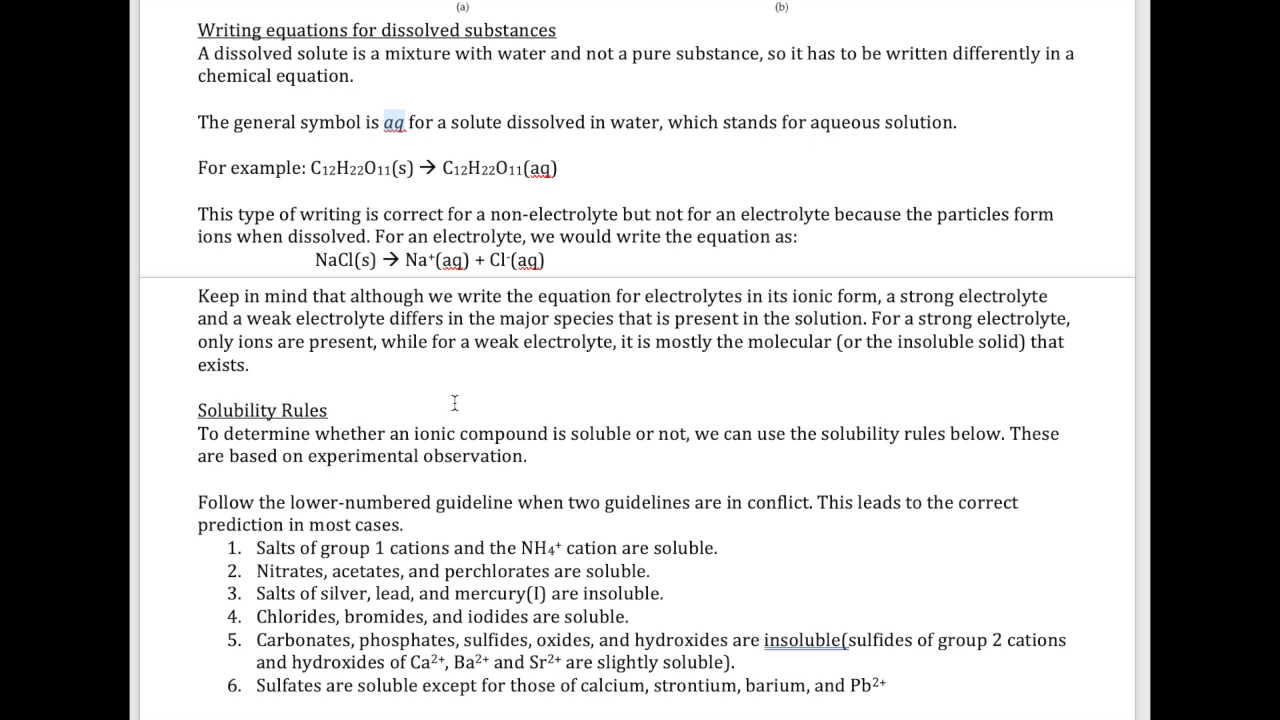 (a) (b)
Writing equations for dissolved substances
A dissolved solute is a mixture with water and not a pure substance, so it has to be written differently in a
chemical equation.
The general symbol is aq for a solute dissolved in water, which stands for aqueous solution.
For example: C₁₂H₂₂O₁₁(s) → C₁₂H₂₂O₁₁(aq)
This type of writing is correct for a non-electrolyte but not for an electrolyte because the particles form
ions when dissolved. For an electrolyte, we would write the equation as:
NaCl(s) → Na⁺(aq) + Cl⁻(aq)
Keep in mind that although we write the equation for electrolytes in its ionic form, a strong electrolyte
and a weak electrolyte differs in the major species that is present in the solution. For a strong electrolyte,
only ions are present, while for a weak electrolyte, it is mostly the molecular (or the insoluble solid) that
exists.
Solubility Rules
To determine whether an ionic compound is soluble or not, we can use the solubility rules below. These
are based on experimental observation.
Follow the lower-numbered guideline when two guidelines are in conflict. This leads to the correct
prediction in most cases.
1. Salts of group 1 cations and the NH₄⁺ cation are soluble.
2. Nitrates, acetates, and perchlorates are soluble.
3. Salts of silver, lead, and mercury(I) are insoluble.
4. Chlorides, bromides, and iodides are soluble.
5. Carbonates, phosphates, sulfides, oxides, and hydroxides are insoluble(sulfides of group 2 cations
and hydroxides of Ca²⁺, Ba²⁺ and Sr²⁺ are slightly soluble).
6. Sulfates are soluble except for those of calcium, strontium, barium, and Pb²⁺